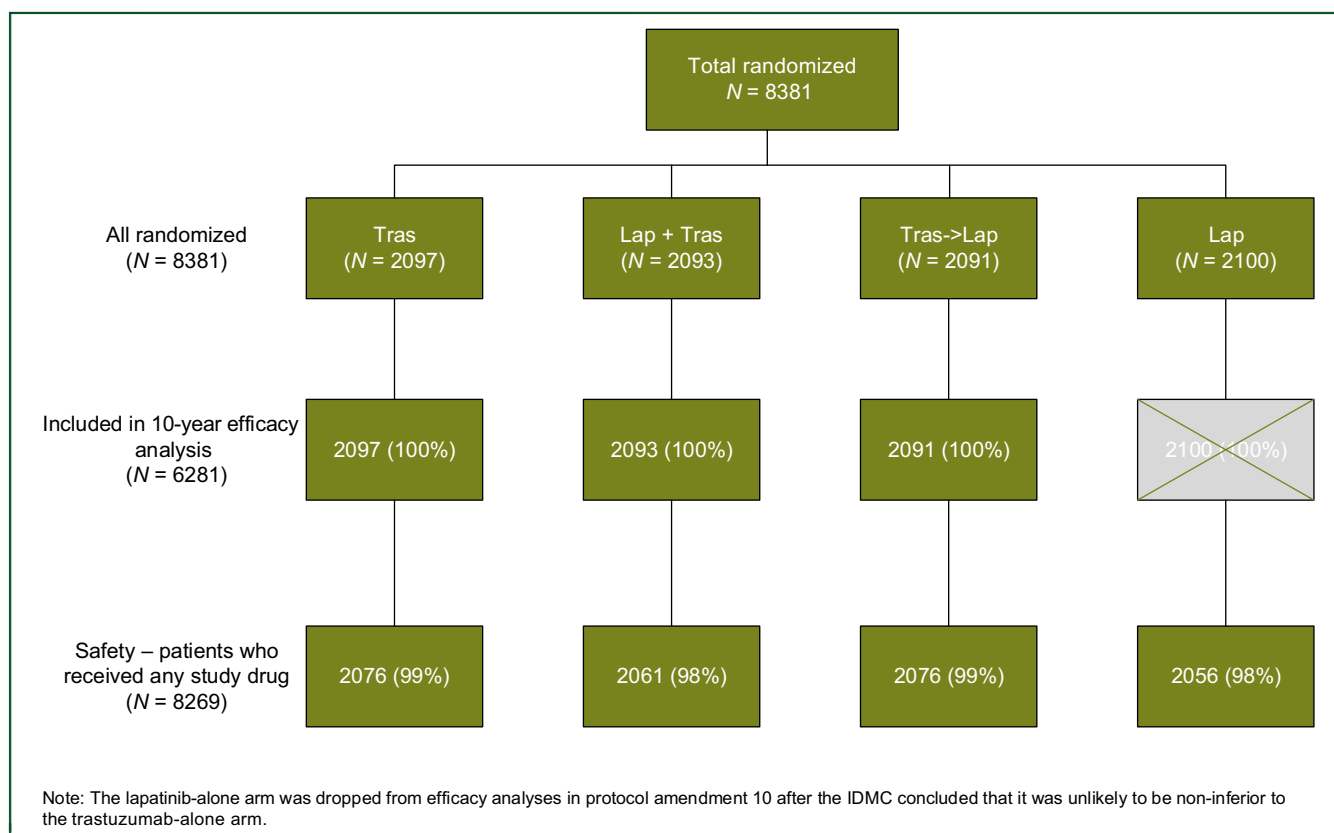 Total randomized
N = 8381
All randomized
(N = 8381)
Tras
(N = 2097)
Lap + Tras
(N = 2093)
Tras->Lap
(N = 2091)
Lap
(N = 2100)
Included in 10-year efficacy
analysis
(N = 6281)
2097 (100%)
2093 (100%)
2091 (100%)
2100 (100%)
Safety – patients who
received any study drug
(N = 8269)
2076 (99%)
2061 (98%)
2076 (99%)
2056 (98%)
Note: The lapatinib-alone arm was dropped from efficacy analyses in protocol amendment 10 after the IDMC concluded that it was unlikely to be non-inferior to
the trastuzumab-alone arm.